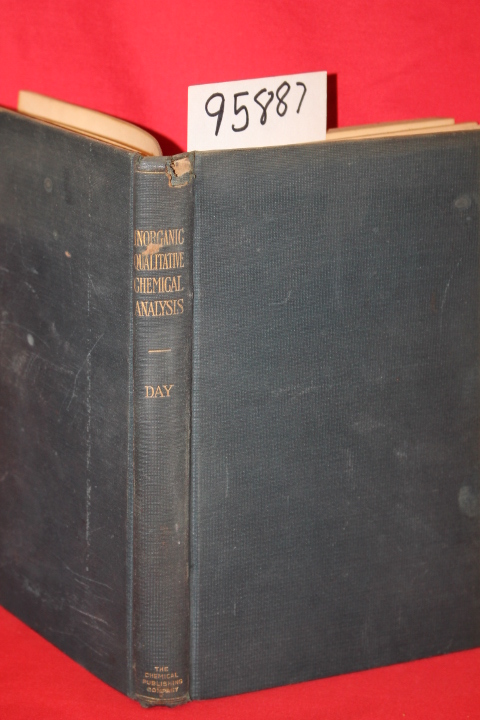 95887
INORGANIC
QUALITATIVE
CHEMICAL
ANALYSIS
DAY
THE
CHEMICAL
PUBLISHING
COMPANY